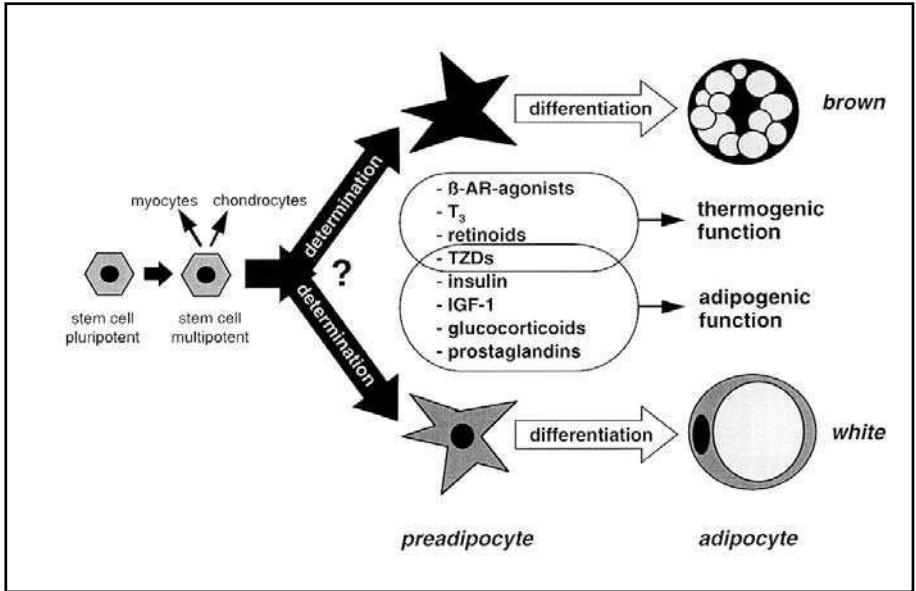 differentiation
brown
determination
- ß-AR-agonists
- T₃
- retinoids
- TZDs
- insulin
- IGF-1
- glucocorticoids
- prostaglandins
thermogenic
function
adipogenic
function
myocytes
chondrocytes
?
stem cell
pluripotent
stem cell
multipotent
determination
differentiation
white
preadipocyte
adipocyte